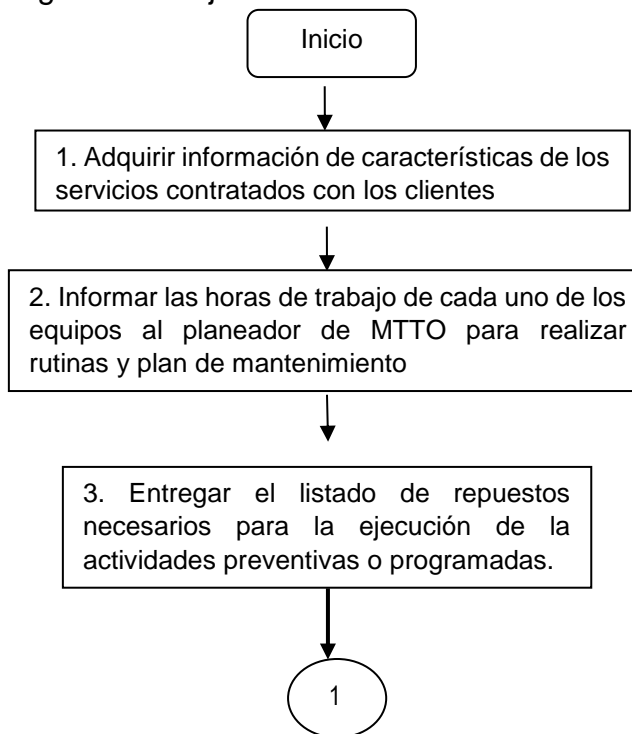 Inicio
1. Adquirir información de características de los
servicios contratados con los clientes
2. Informar las horas de trabajo de cada uno de los
equipos al planeador de MTTO para realizar
rutinas y plan de mantenimiento
3. Entregar el listado de repuestos
necesarios para la ejecución de la
actividades preventivas o programadas.
1